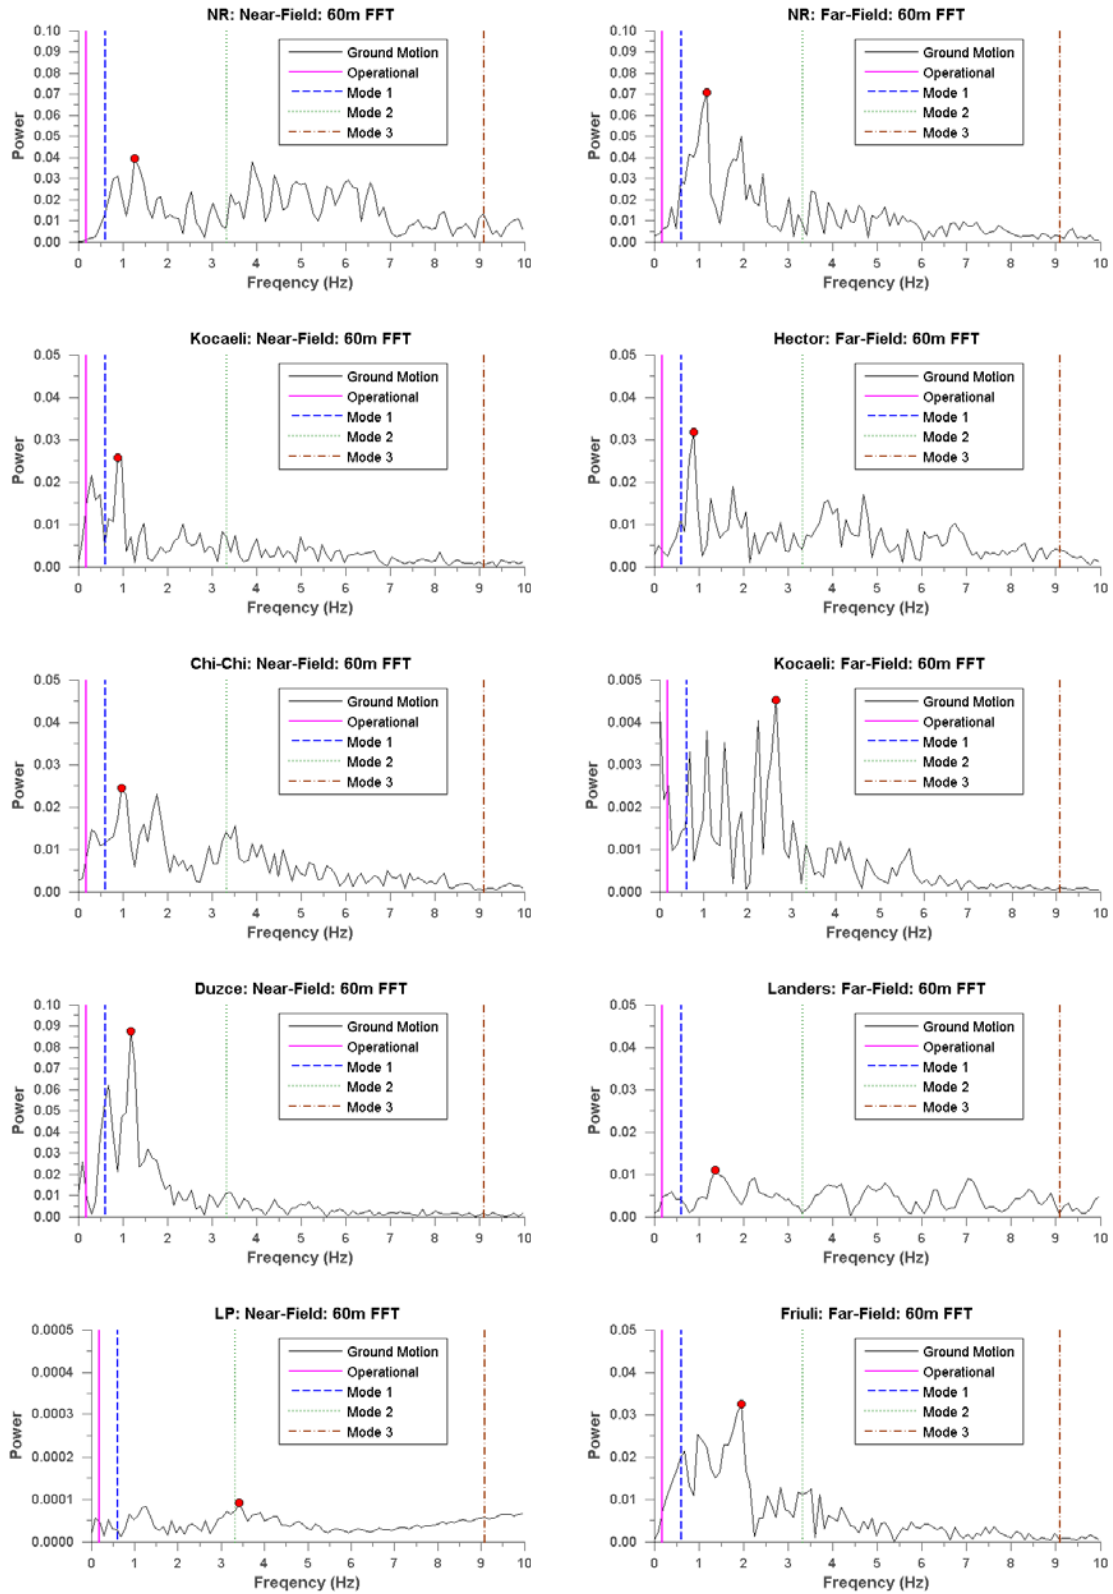 NR: Near-Field: 60m FFT
Power
0.10
0.09
0.08
0.07
0.06
0.05
0.04
0.03
0.02
0.01
0.00
Ground Motion
Operational
Mode 1
Mode 2
Mode 3
0 1 2 3 4 5 6 7 8 9 10
Freqency (Hz)
NR: Far-Field: 60m FFT
Power
0.10
0.09
0.08
0.07
0.06
0.05
0.04
0.03
0.02
0.01
0.00
Ground Motion
Operational
Mode 1
Mode 2
Mode 3
0 1 2 3 4 5 6 7 8 9 10
Freqency (Hz)
Kocaeli: Near-Field: 60m FFT
Power
0.05
0.04
0.03
0.02
0.01
0.00
Ground Motion
Operational
Mode 1
Mode 2
Mode 3
0 1 2 3 4 5 6 7 8 9 10
Freqency (Hz)
Hector: Far-Field: 60m FFT
Power
0.05
0.04
0.03
0.02
0.01
0.00
Ground Motion
Operational
Mode 1
Mode 2
Mode 3
0 1 2 3 4 5 6 7 8 9 10
Freqency (Hz)
Chi-Chi: Near-Field: 60m FFT
Power
0.05
0.04
0.03
0.02
0.01
0.00
Ground Motion
Operational
Mode 1
Mode 2
Mode 3
0 1 2 3 4 5 6 7 8 9 10
Freqency (Hz)
Kocaeli: Far-Field: 60m FFT
Power
0.005
0.004
0.003
0.002
0.001
0.000
Ground Motion
Operational
Mode 1
Mode 2
Mode 3
0 1 2 3 4 5 6 7 8 9 10
Freqency (Hz)
Duzce: Near-Field: 60m FFT
Power
0.10
0.09
0.08
0.07
0.06
0.05
0.04
0.03
0.02
0.01
0.00
Ground Motion
Operational
Mode 1
Mode 2
Mode 3
0 1 2 3 4 5 6 7 8 9 10
Freqency (Hz)
Landers: Far-Field: 60m FFT
Power
0.05
0.04
0.03
0.02
0.01
0.00
Ground Motion
Operational
Mode 1
Mode 2
Mode 3
0 1 2 3 4 5 6 7 8 9 10
Freqency (Hz)
LP: Near-Field: 60m FFT
Power
0.0005
0.0004
0.0003
0.0002
0.0001
0.0000
Ground Motion
Operational
Mode 1
Mode 2
Mode 3
0 1 2 3 4 5 6 7 8 9 10
Freqency (Hz)
Friuli: Far-Field: 60m FFT
Power
0.05
0.04
0.03
0.02
0.01
0.00
Ground Motion
Operational
Mode 1
Mode 2
Mode 3
0 1 2 3 4 5 6 7 8 9 10
Freqency (Hz)